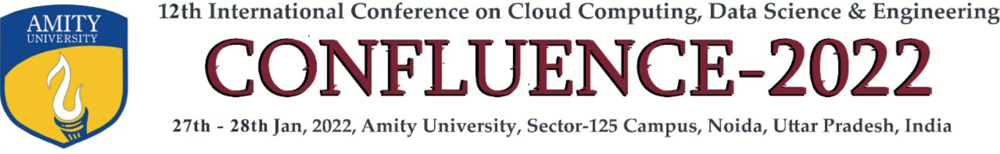 AMITY
UNIVERSITY
12th International Conference on Cloud Computing, Data Science & Engineering
CONFLUENCE-2022
27th - 28th Jan, 2022, Amity University, Sector-125 Campus, Noida, Uttar Pradesh, India